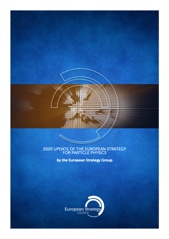 2020 UPDATE OF THE EUROPEAN STRATEGY
FOR PARTICLE PHYSICS
by the European Strategy Group
European Strategy